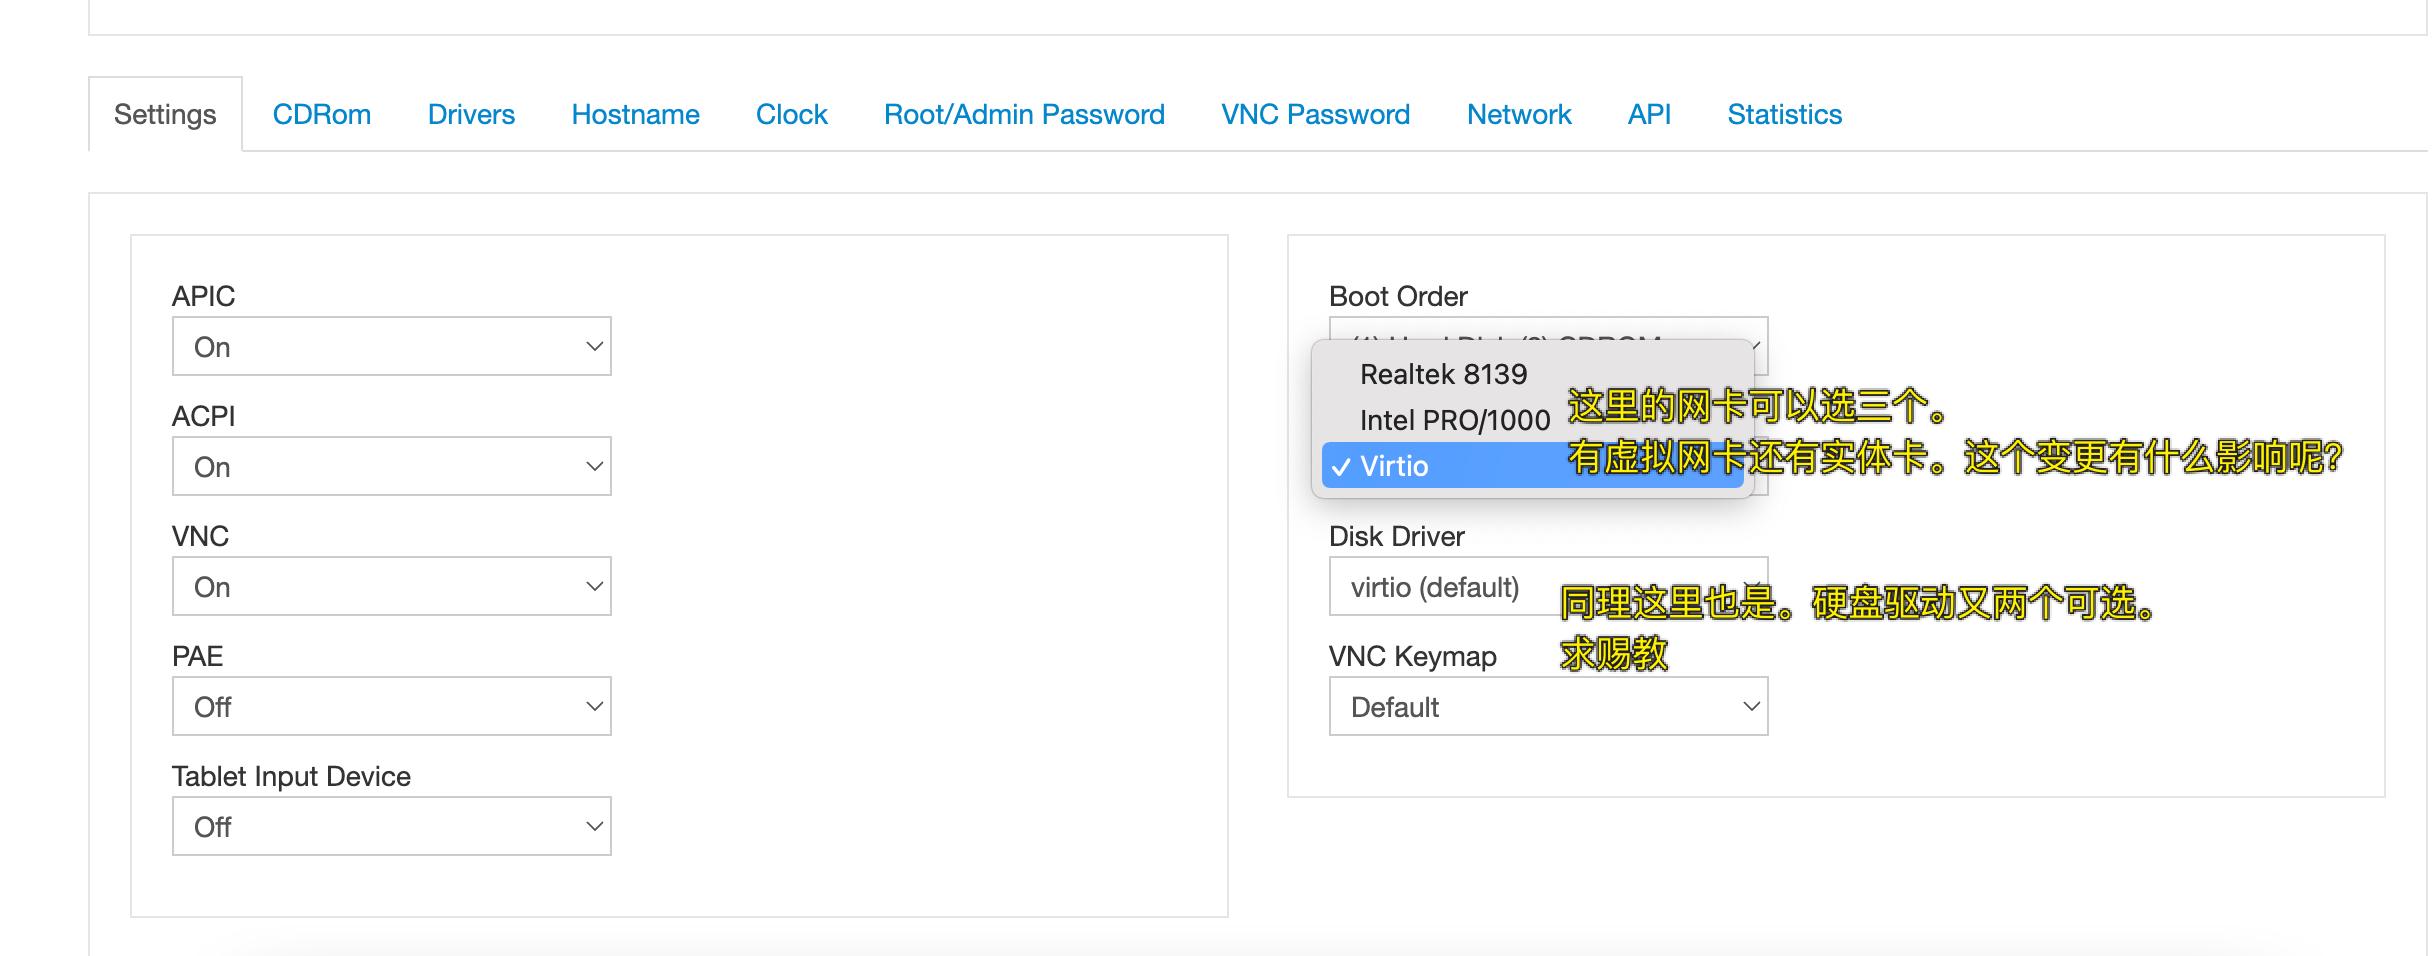 Settings CDRom Drivers Hostname Clock Root/Admin Password VNC Password Network API Statistics
APIC
On
ACPI
On
VNC
On
PAE
Off
Tablet Input Device
Off
Boot Order
Realtek 8139
Intel PRO/1000
✓ Virtio
这里的网卡可以选三个。
有虚拟网卡还有实体卡。这个变更有什么影响呢?
Disk Driver
virtio (default)
同理这里也是。硬盘驱动又两个可选。
求赐教
VNC Keymap
Default